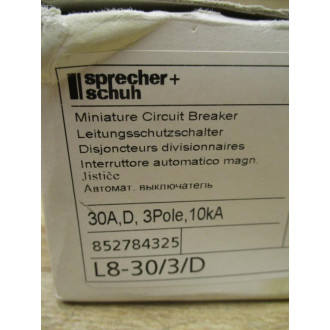 sprecher+
schuh
Miniature Circuit Breaker
Leitungsschutzschalter
Disjoncteurs divisionnaires
Interruttore automatico magn.
Jističe
Автомат. выключатель
30A,D, 3Pole,10kA
852784325
L8-30/3/D